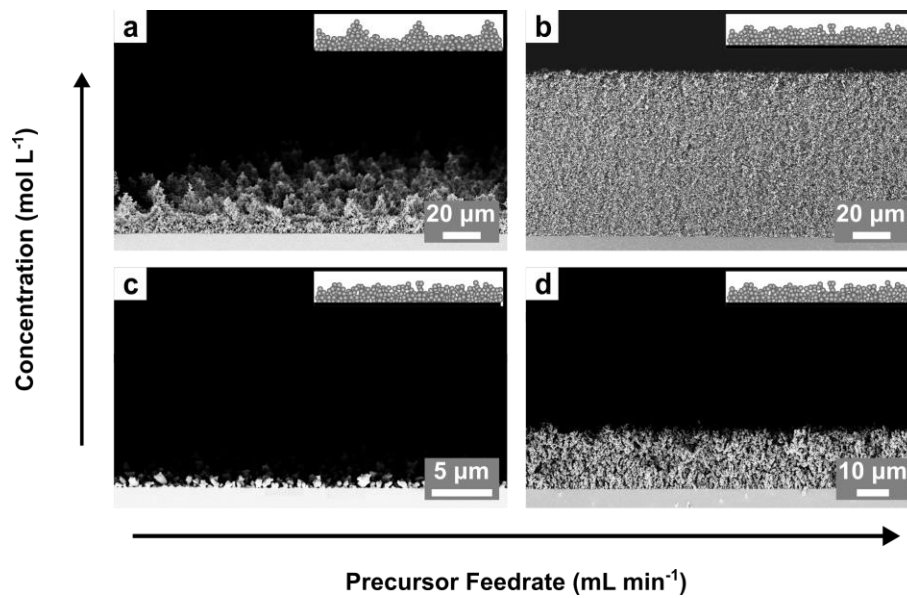 a
b
20 µm
20 µm
Concentration (mol L⁻¹)
c
d
5 µm
10 µm
Precursor Feedrate (mL min⁻¹)